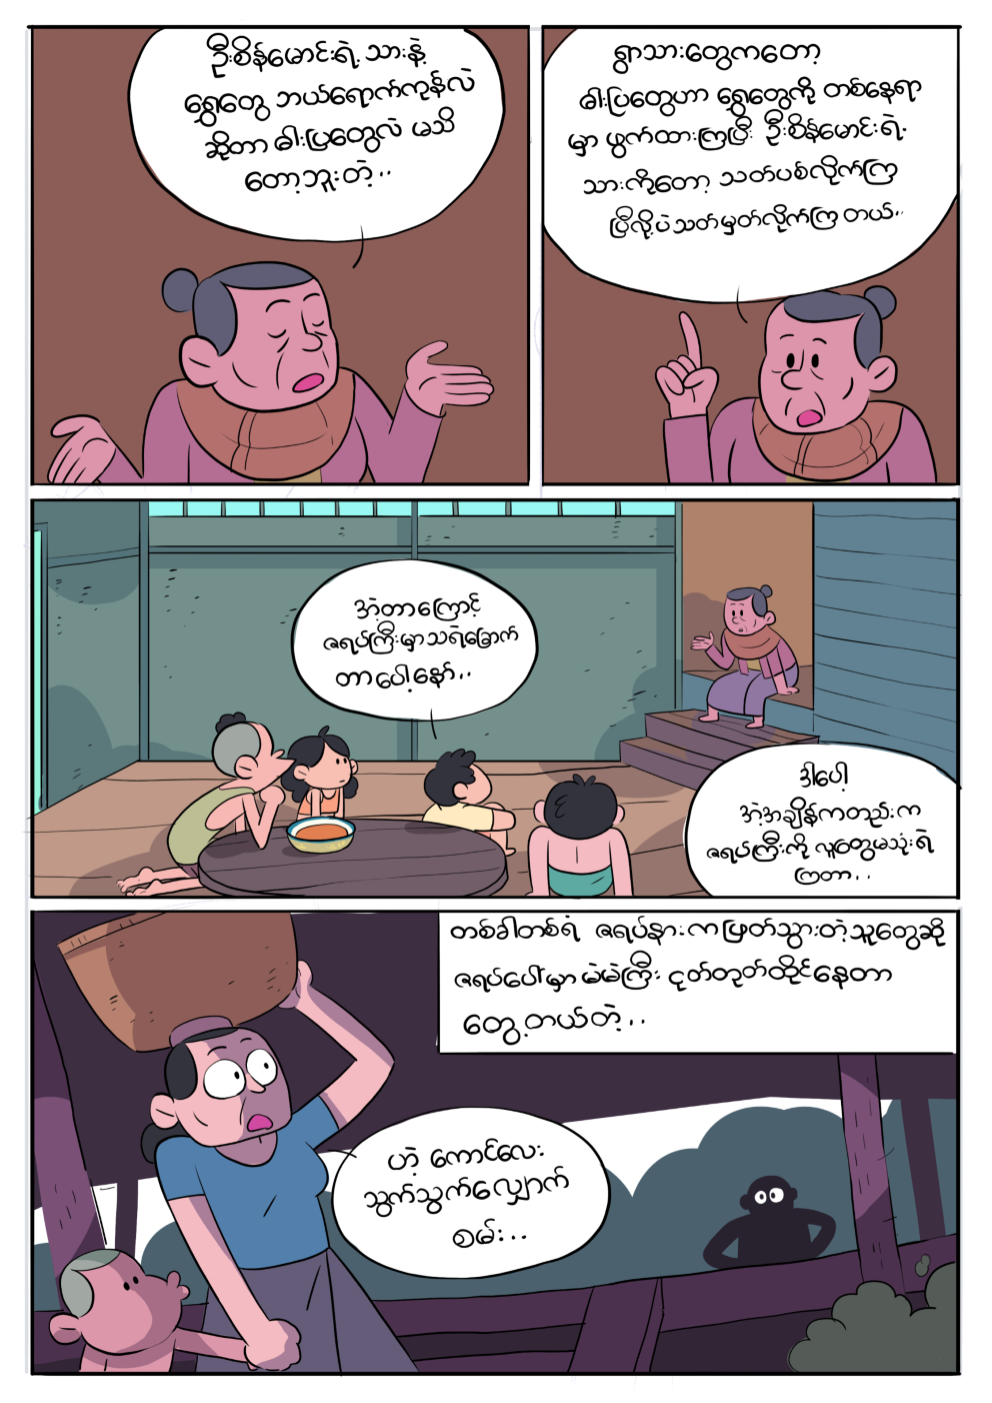 ဦးစိန်မောင်းရဲ့ သားနဲ့
ရွှေတွေ ဘယ်ရောက်ကုန်လဲ
ဆိုတာ ဓါးပြတွေလဲ မသိ
တော့ဘူးတဲ့..
ရွာသားတွေကတော့
ဓါးပြတွေဟာ ရွှေတွေကို တစ်နေရာ
မှာ ဖွက်ထားကြပြီး ဦးစိန်မောင်းရဲ့
သားကိုတော့ သတ်ပစ်လိုက်ကြ
ပြီလို့ပဲ သတ်မှတ်လိုက်ကြ တယ်..
အဲ့တာကြောင့်
ဇရပ်ကြီးမှာသရဲခြောက်
တာပေါ့နော်..
ဒါပေါ့
အဲ့အချိန်ကတည်းက
ဇရပ်ကြီးကို လူတွေမသုံးရဲ
ကြတာ..
တစ်ခါတစ်ရံ ဇရပ်နားက ဖြတ်သွားတဲ့သူတွေဆို
ဇရပ်ပေါ်မှာ မဲမဲကြီး ငုတ်တုတ်ထိုင်နေတာ
တွေ့တယ်တဲ့..
ဟဲ့ ကောင်လေး
သွက်သွက်လျှောက်
စမ်း..